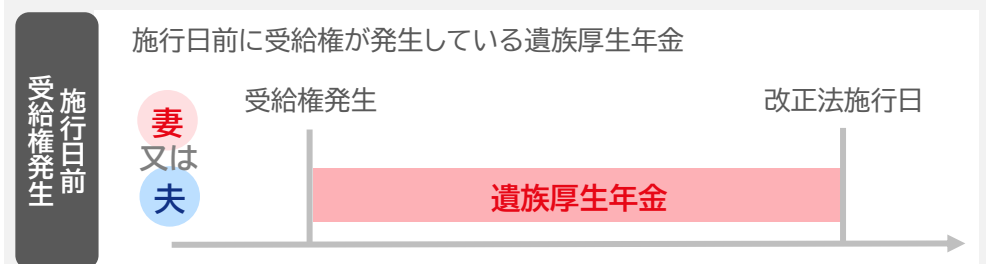 施行日前
受給権発生
施行日前に受給権が発生している遺族厚生年金
受給権発生
改正法施行日
妻
又は
夫
遺族厚生年金